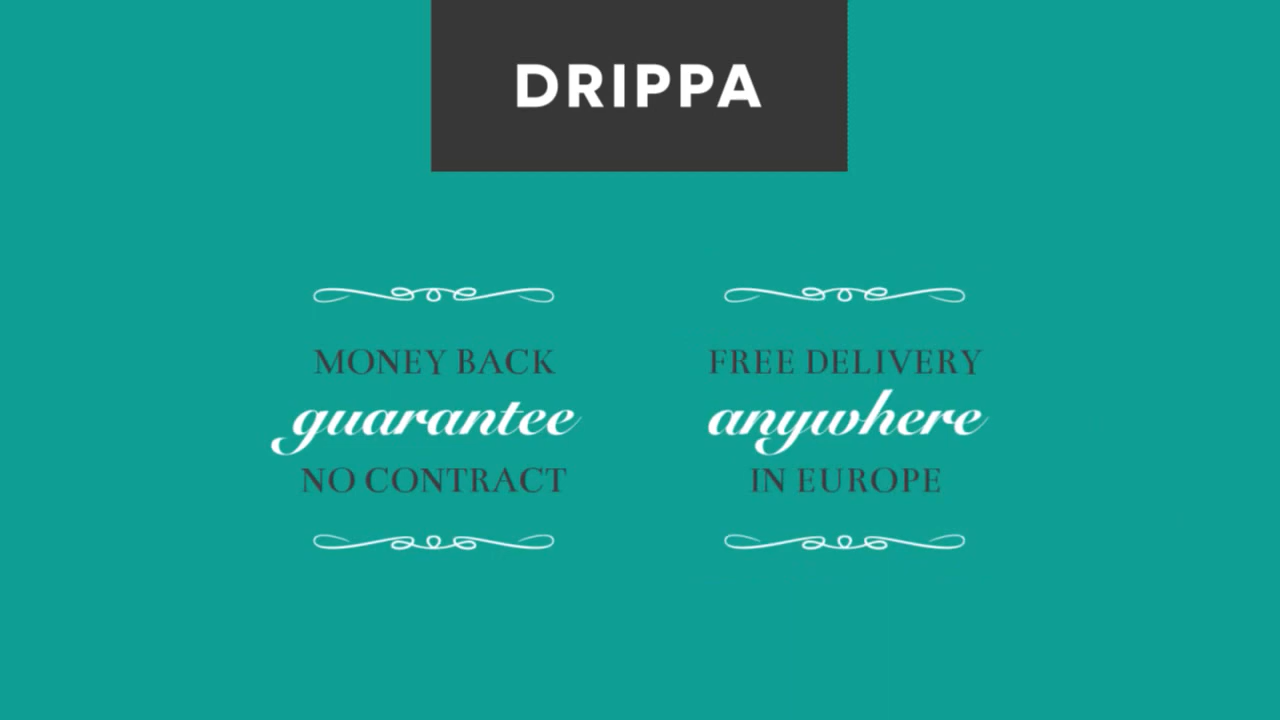 DRIPPA
MONEY BACK
guarantee
NO CONTRACT
FREE DELIVERY
anywhere
IN EUROPE